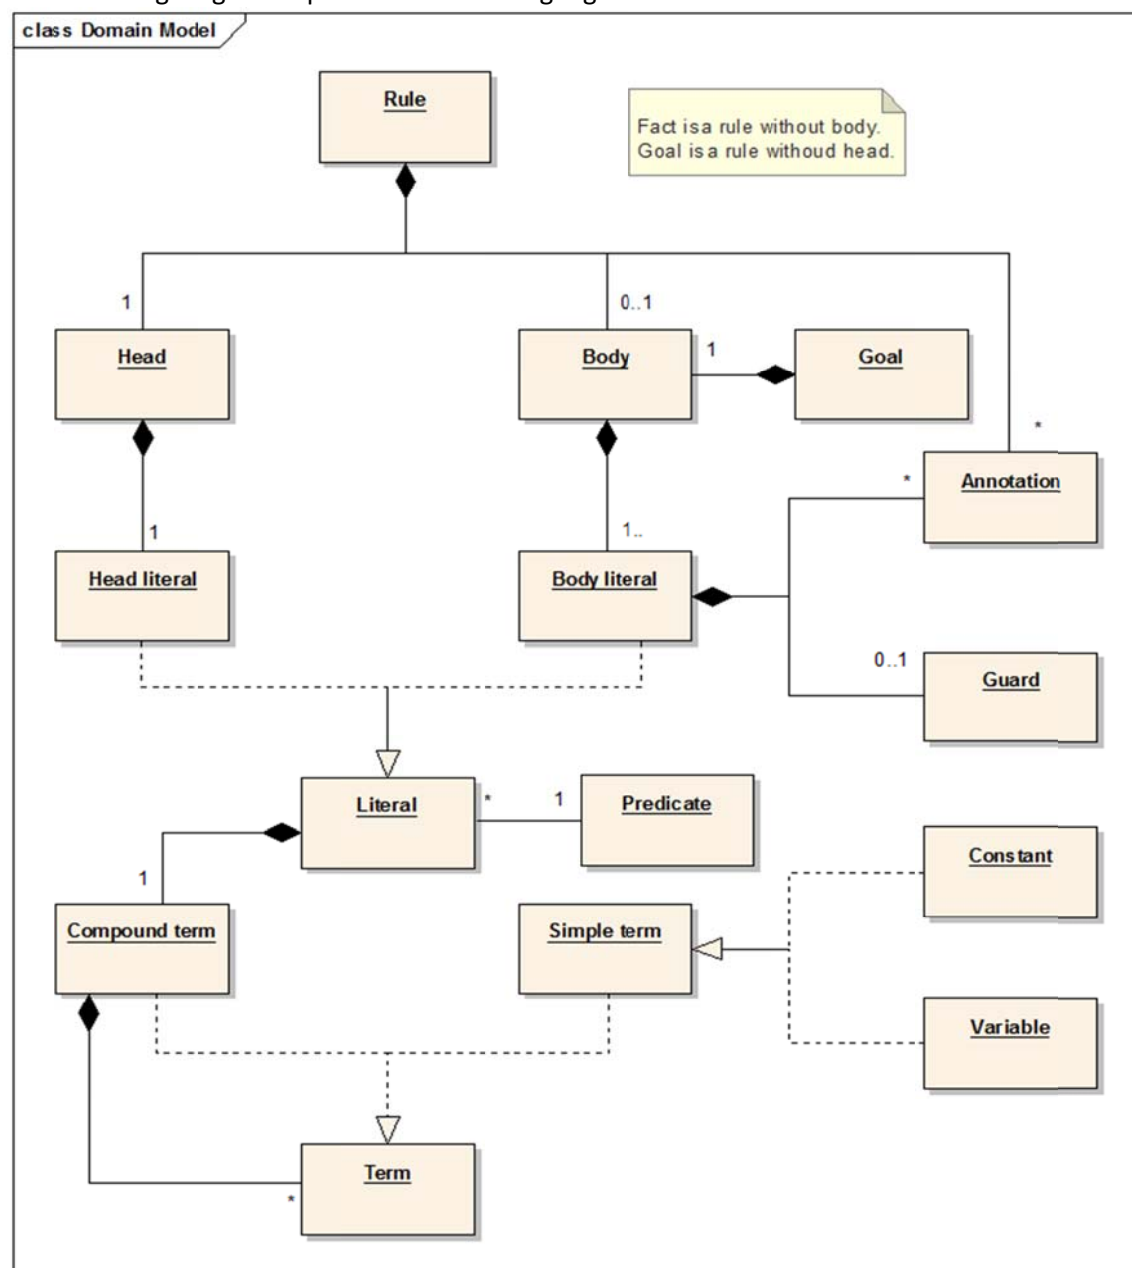 class Domain Model
Rule
Fact is a rule without body.
Goal is a rule withoud head.
1
0..1
Head
Body
1
Goal
*
*
Annotation
1
1..
Head literal
Body literal
0..1
Guard
Literal
*
1
Predicate
Constant
1
Compound term
Simple term
Variable
Term
*